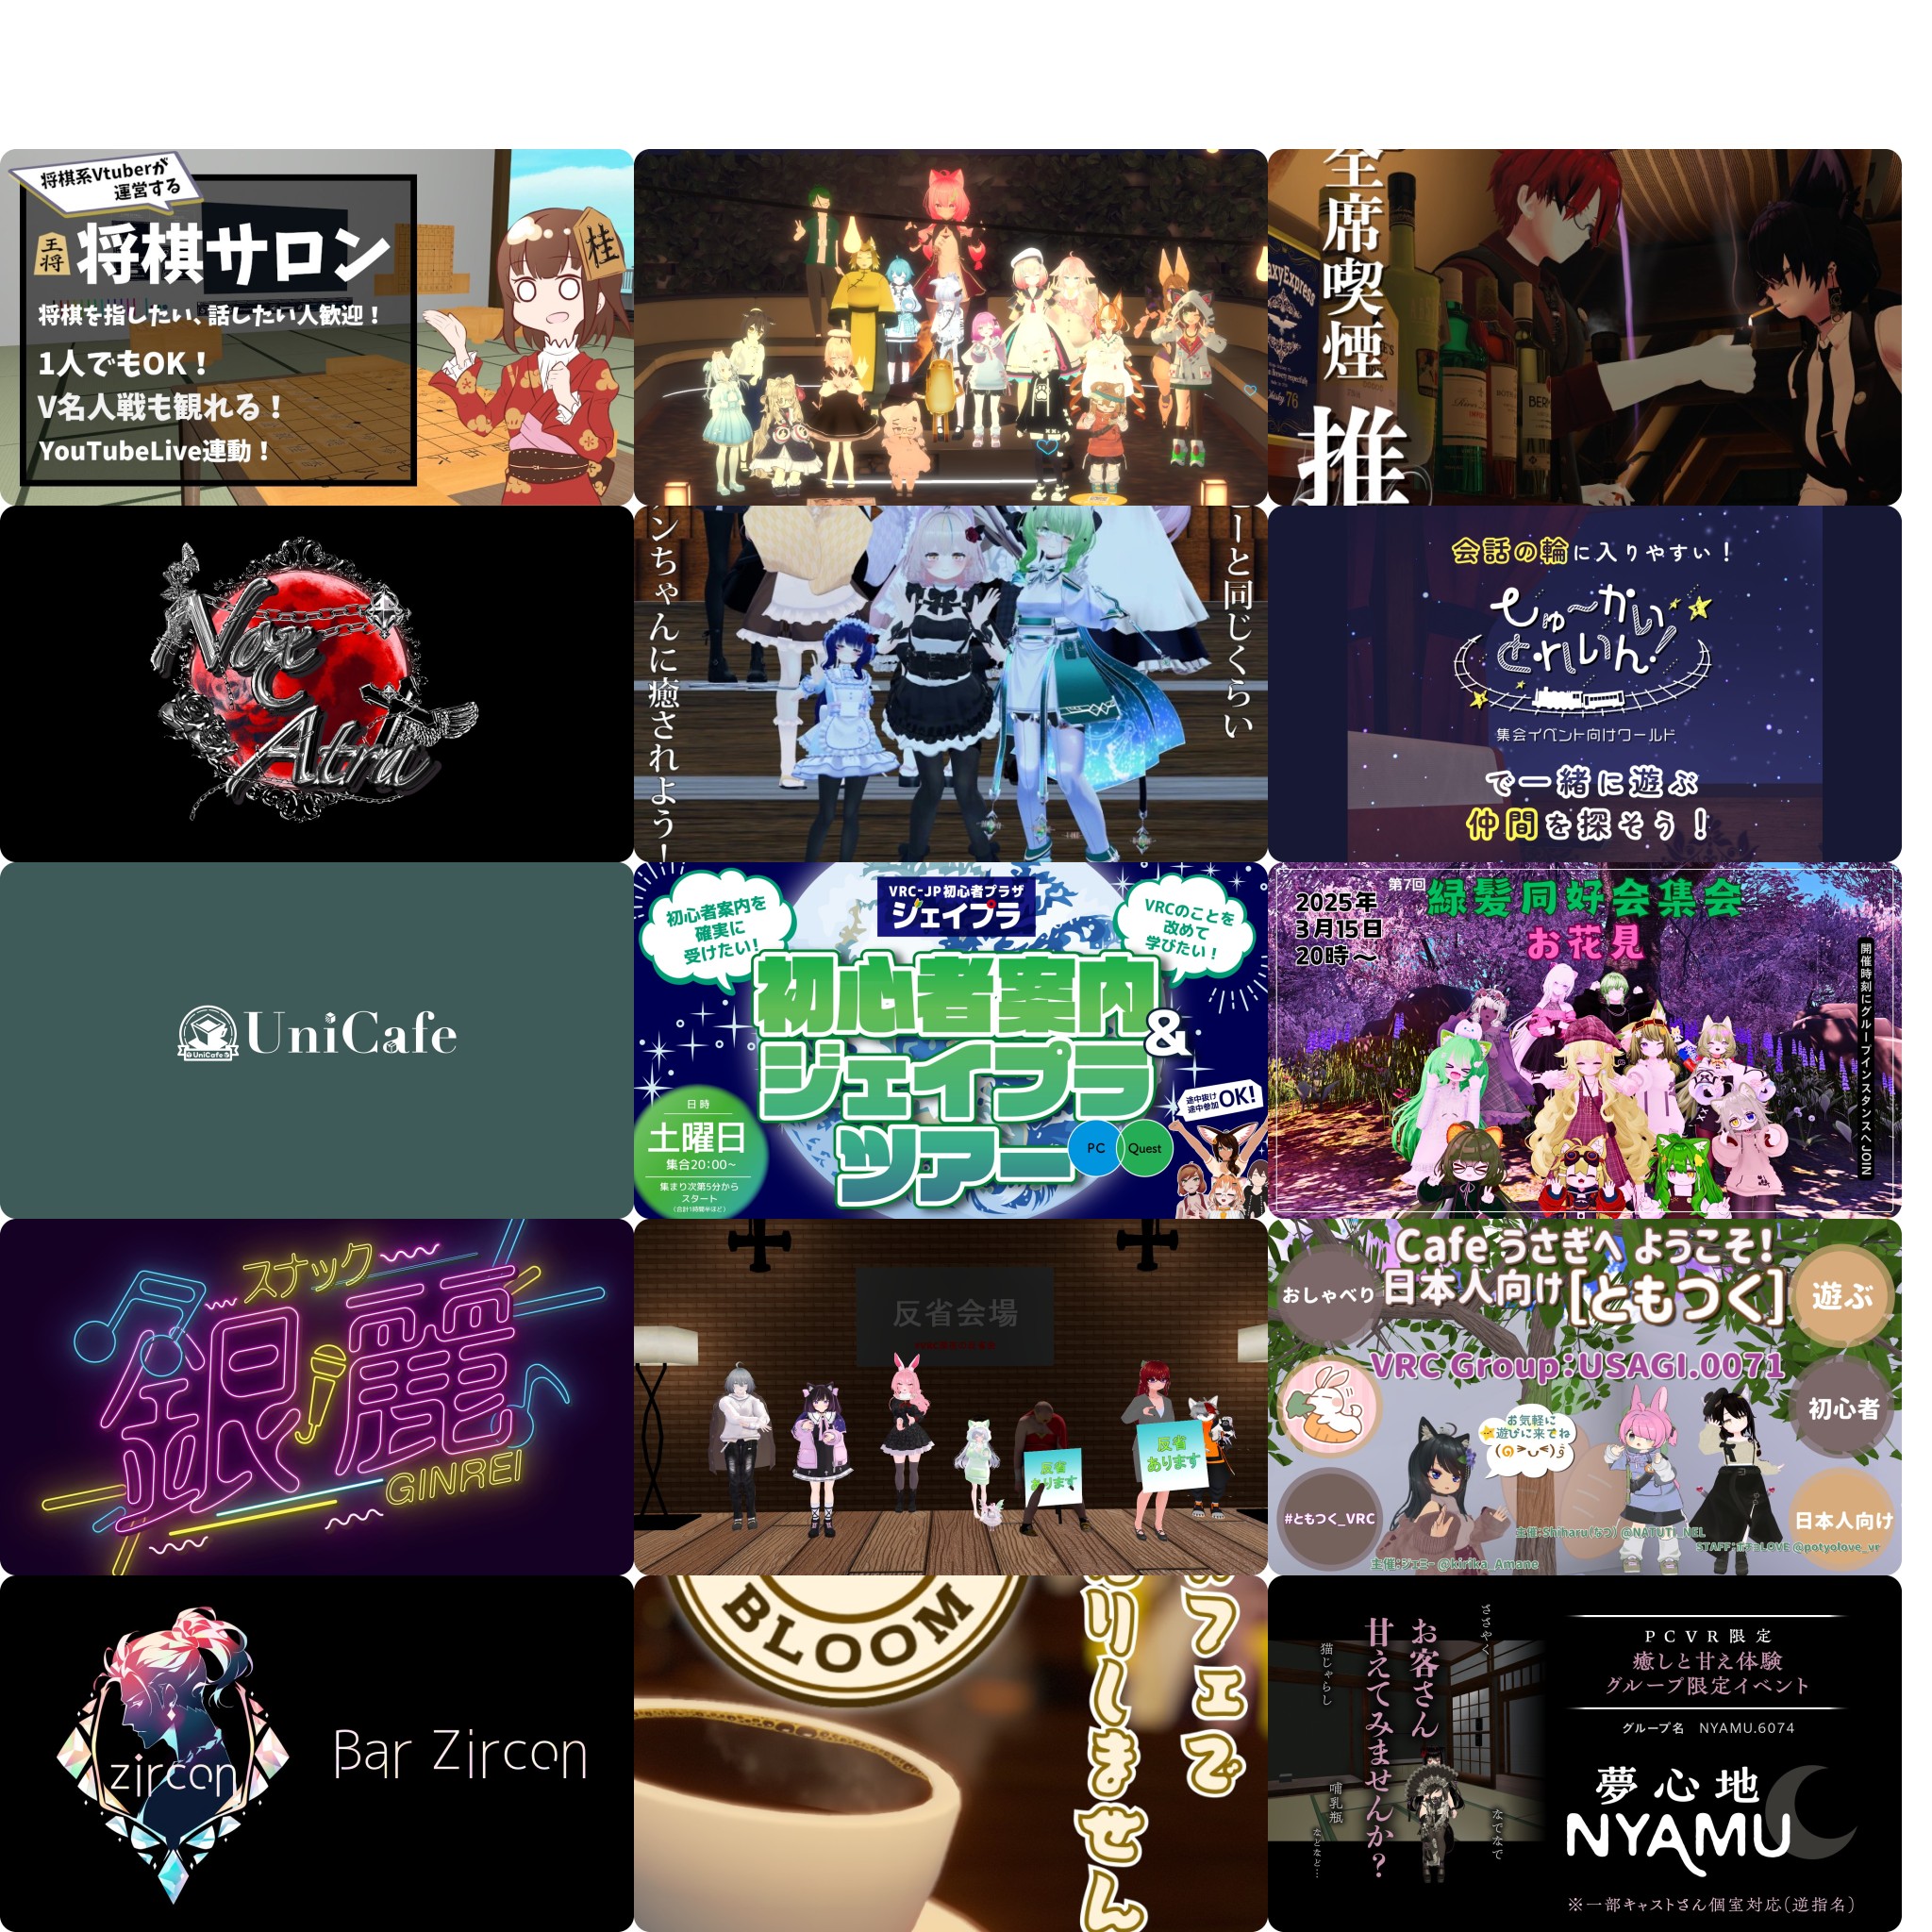 将棋系Vtuberが
運営する
王将
将棋サロン
桂
将棋を指したい、話したい人歓迎！
1人でもOK！
V名人戦も観れる！
YouTubeLive連動！
全席喫煙
推
76
Nox
Atra
ーと同じくらい
ンちゃんに癒されよう！
会話の輪に入りやすい！
ちゅ〜かい
とれいん！
集会イベント向けワールド
で一緒に遊ぶ
仲間を探そう！
UniCafe
UniCafe
VRC-JP初心者プラザ
ジェイプラ
初心者案内を
確実に
受けたい！
VRCのことを
改めて
学びたい！
初心者案内
&
ジェイプラ
ツアー
日時
土曜日
集合20：00~
集まり次第5分から
スタート
（合計1時間半ほど）
PC
Quest
途中抜け
途中参加OK!
2025年
3月15日
20時～
第7回
緑髪同好会集会
お花見
開催時刻にグループインスタンスへJOIN
スナック
銀麗
GINREI
反省会場
反省
あります
反省
あります
Cafe うさぎへ ようこそ！
日本人向け[ともつく]
おしゃべり
遊ぶ
VRC Group：USAGI.0071
初心者
お気軽に
遊びに来てね
#ともつく_VRC
日本人向け
主催：Shiharu（なつ） @NATUTI_NEL
STAFF：ポチョLOVE @potyolove_vr
主催：ジェミー @kirika_Amane
zircon
Bar Zircon
BLOOM
フェで
りしません
ささやく
お客さん
甘えてみませんか？
猫じゃらし
哺乳瓶
などなど…
なでなで
PCVR限定
癒しと甘え体験
グループ限定イベント
グループ名 NYAMU.6074
夢心地
NYAMU
※一部キャストさん個室対応（逆指名）